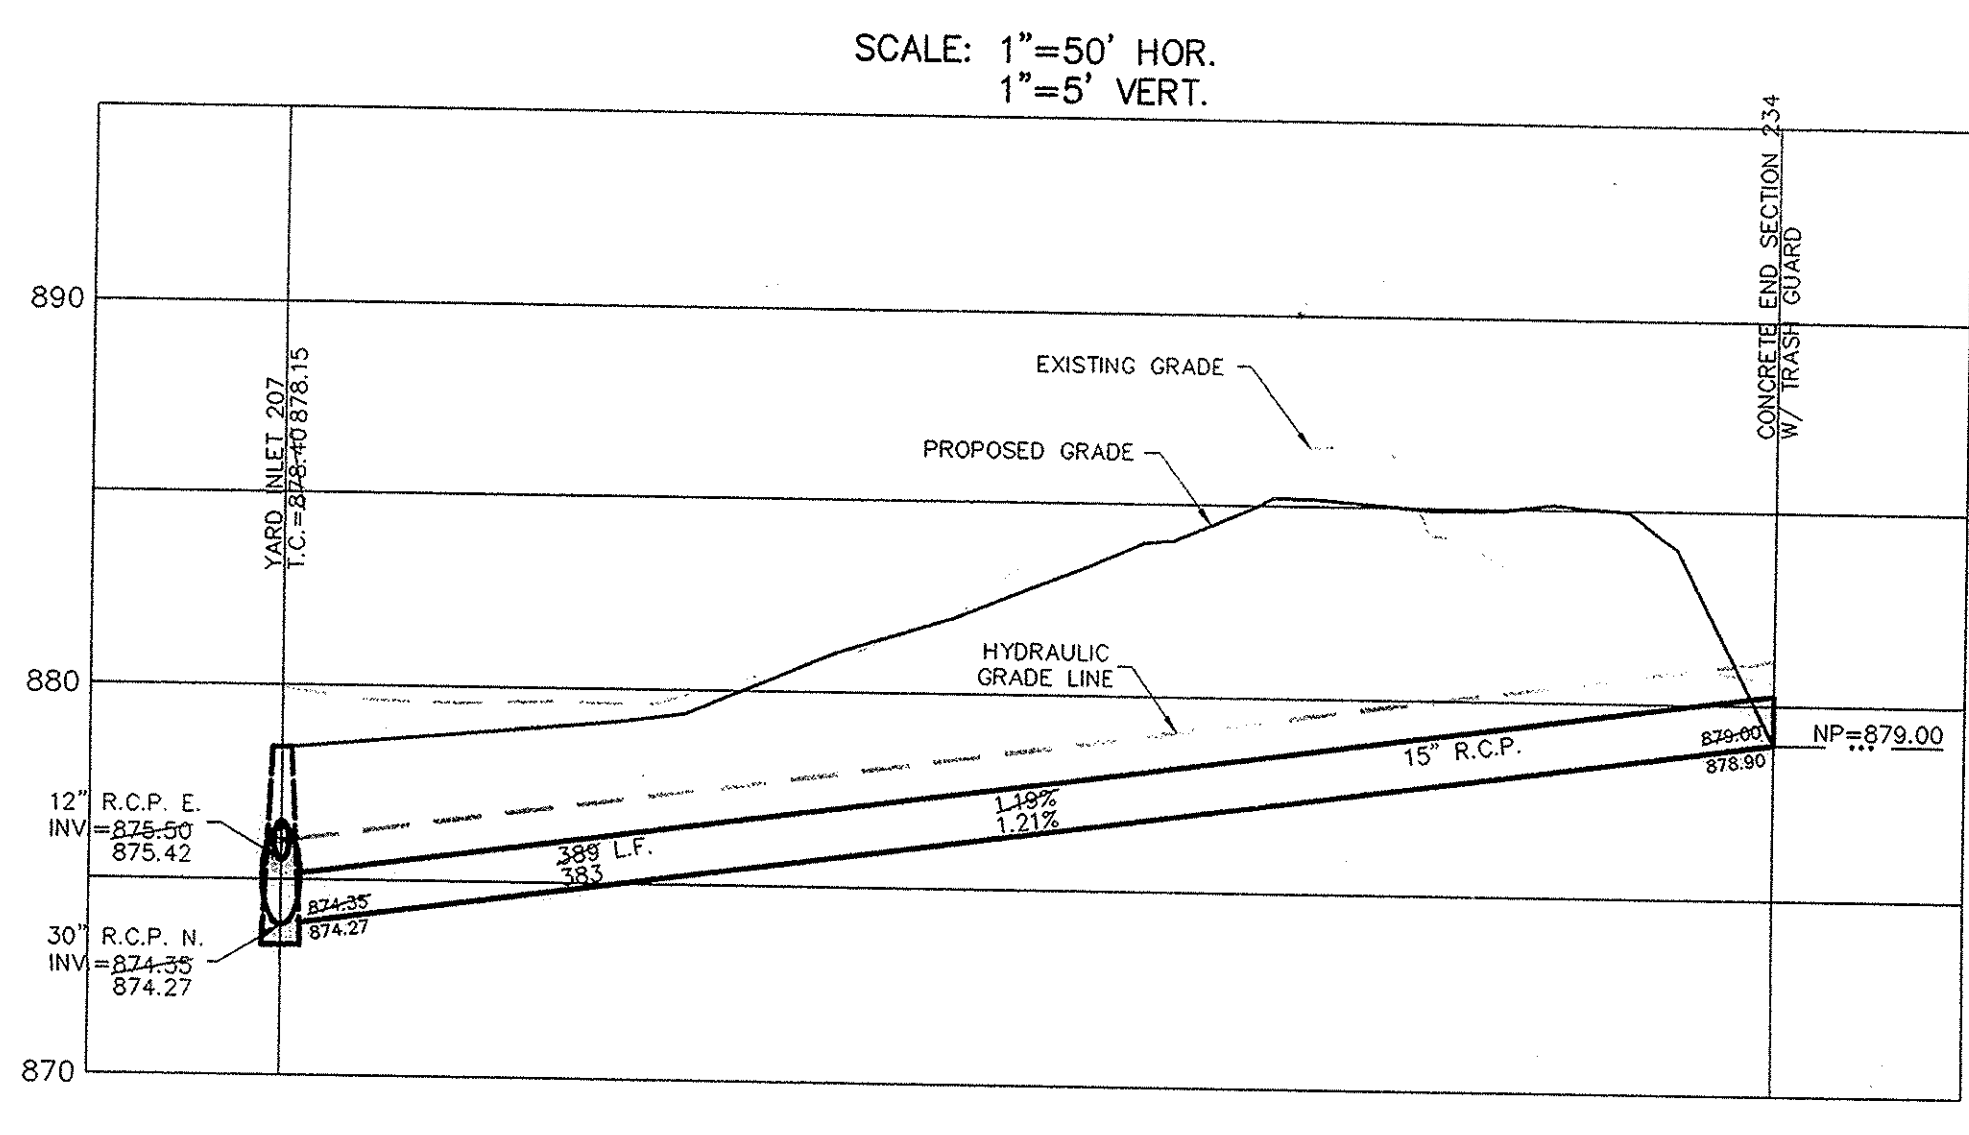 SCALE: 1"=50' HOR.
1"=5' VERT.
890
880
870
YARD INLET 207
T.C.=878.40 878.15
CONCRETE END SECTION 234
W/ TRASH GUARD
EXISTING GRADE
PROPOSED GRADE
HYDRAULIC
GRADE LINE
12" R.C.P. E.
INV.=875.50
875.42
30" R.C.P. N.
INV.=874.35
874.27
874.35
874.27
389 L.F.
383
1.19%
1.21%
15" R.C.P.
879.00
878.90
NP=879.00